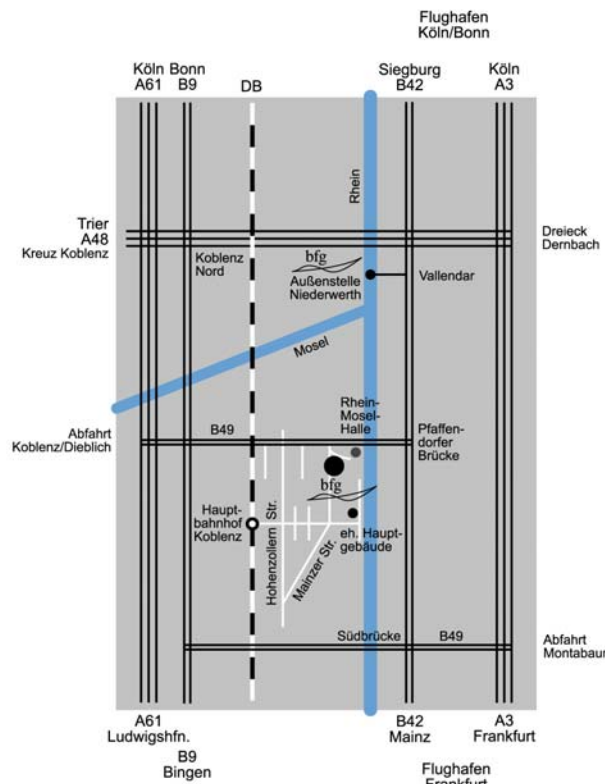 Flughafen
Köln/Bonn
Köln Bonn
A61 B9
DB
Siegburg
B42
Köln
A3
Rhein
Trier
A48
Kreuz Koblenz
Koblenz
Nord
bfg
Außenstelle
Niederwerth
Vallendar
Dreieck
Dernbach
Mosel
Rhein-
Mosel-
Halle
Abfahrt
Koblenz/Dieblich
B49
Pfaffen-
dorfer
Brücke
bfg
Haupt-
bahnhof
Koblenz
Hohenzollern Str.
Mainzer Str.
eh. Haupt-
gebäude
Südbrücke
B49
Abfahrt
Montabaur
A61
Ludwigshfn.
B42
Mainz
A3
Frankfurt
B9
Bingen
Flughafen
Frankfurt